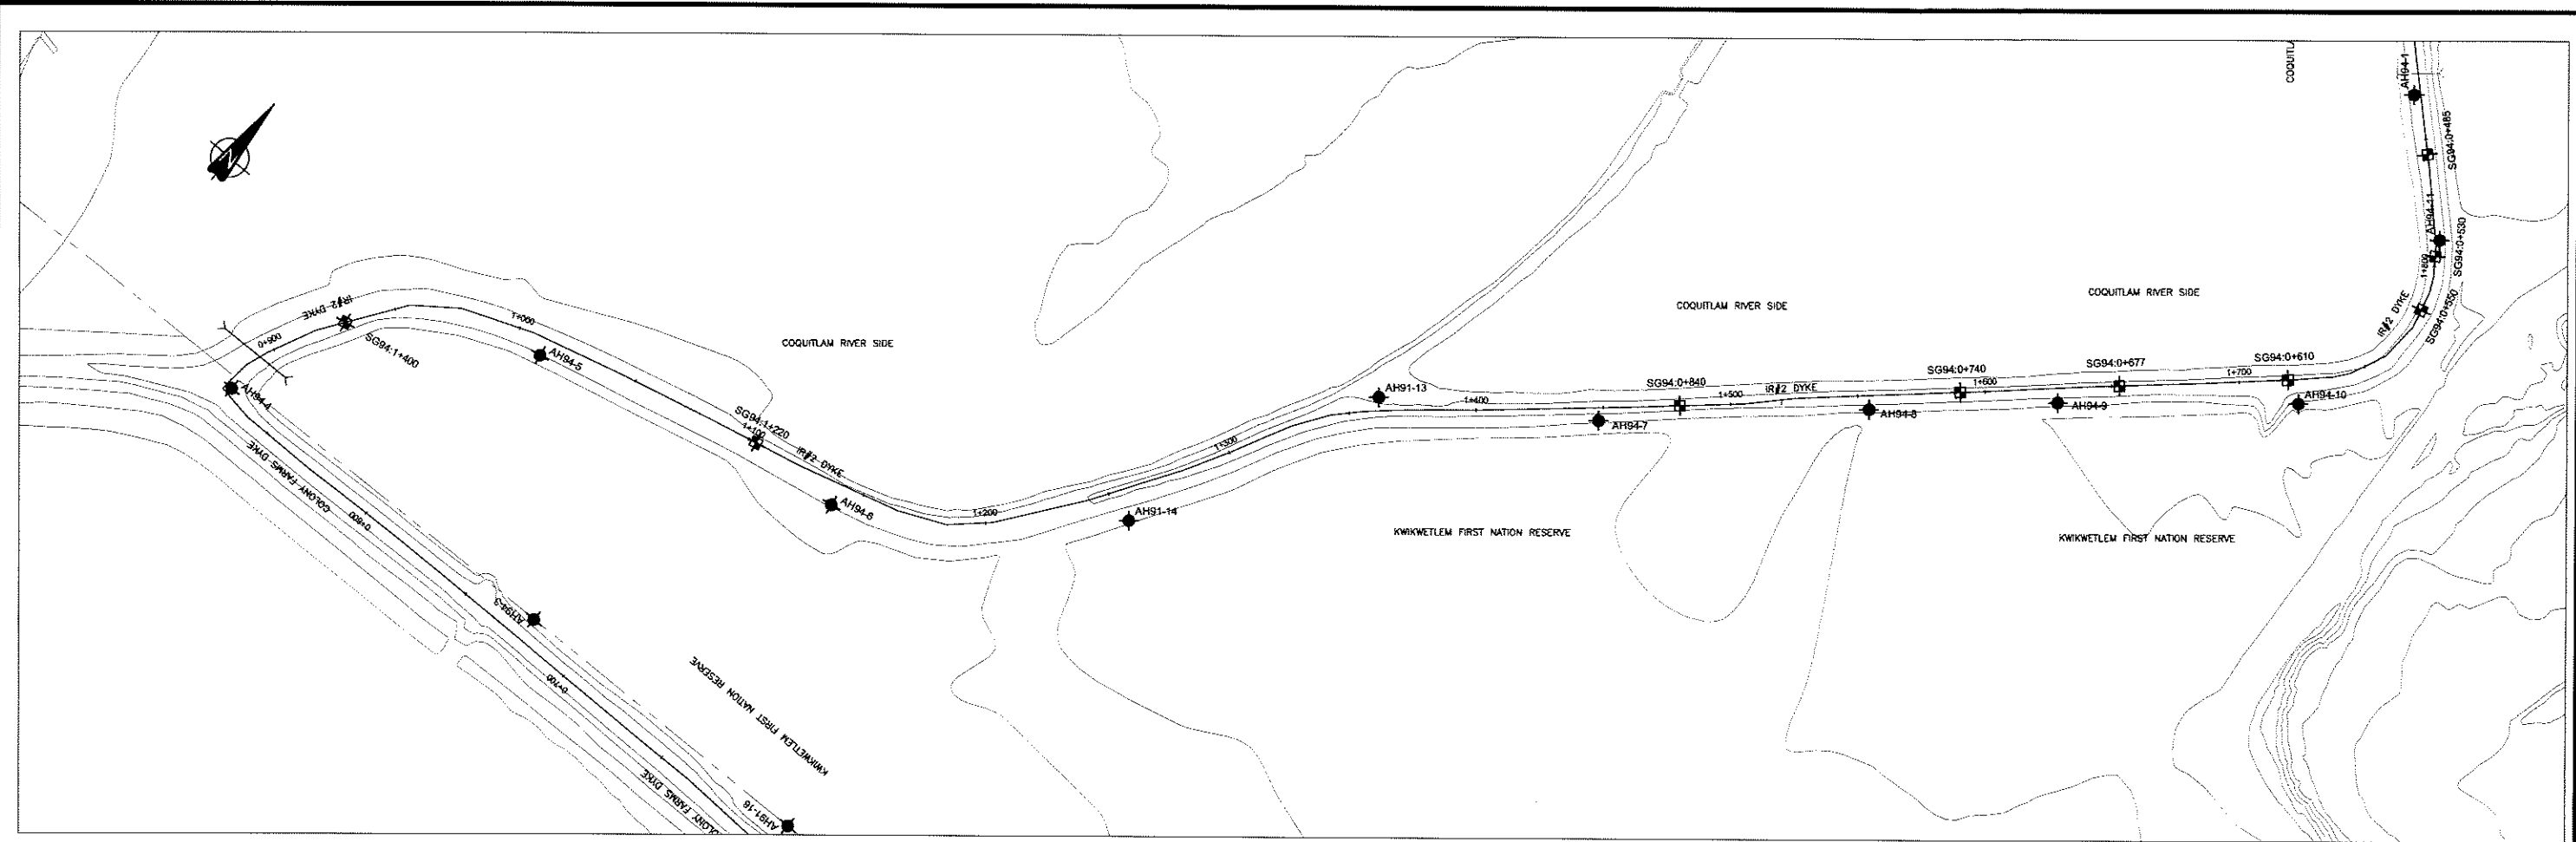 COQUITL
AH94-1
SG94:0+485
AH94-11
SG94:0+530
1+800
SG94:0+550
IR#2 DYKE
N
IR#2 DYKE
0+900
SG94:1+400
1+000
AH94-5
AH94-4
COQUITLAM RIVER SIDE
COQUITLAM RIVER SIDE
COQUITLAM RIVER SIDE
SG94:1+220
1+100
IR#2 DYKE
AH94-6
1+200
1+300
AH91-14
AH91-13
1+400
AH94-7
SG94:0+840
1+500
IR#2 DYKE
AH94-8
SG94:0+740
1+600
AH94-9
SG94:0+677
1+700
SG94:0+610
AH94-10
KWIKWETLEM FIRST NATION RESERVE
KWIKWETLEM FIRST NATION RESERVE
COLONY FARMS DYKE
0+800
AH94-3
0+700
KWIKWETLEM FIRST NATION RESERVE
OLONY FARMS DYKE